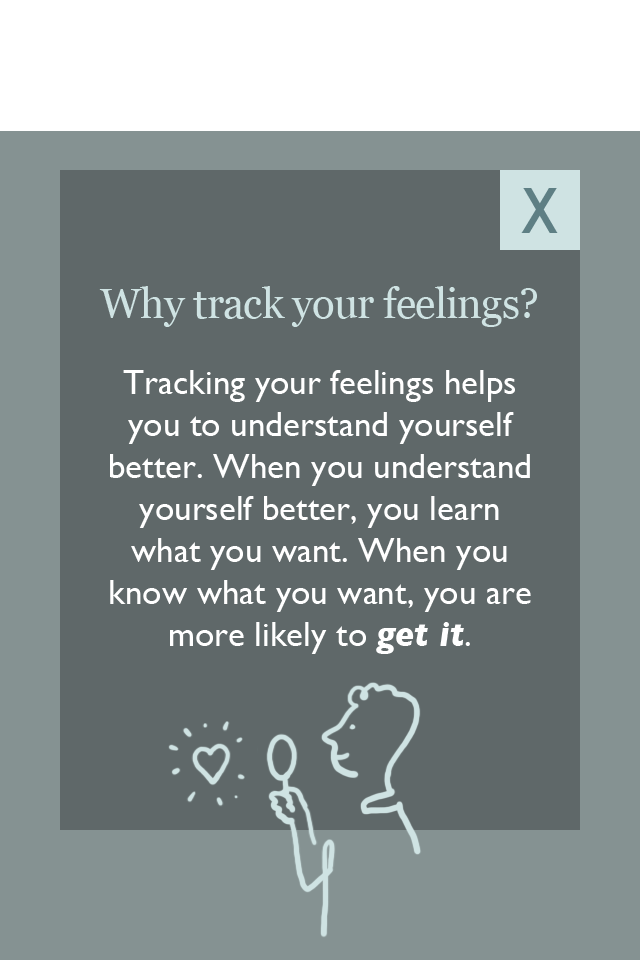 X
Why track your feelings?
Tracking your feelings helps
you to understand yourself
better. When you understand
yourself better, you learn
what you want. When you
know what you want, you are
more likely to get it.